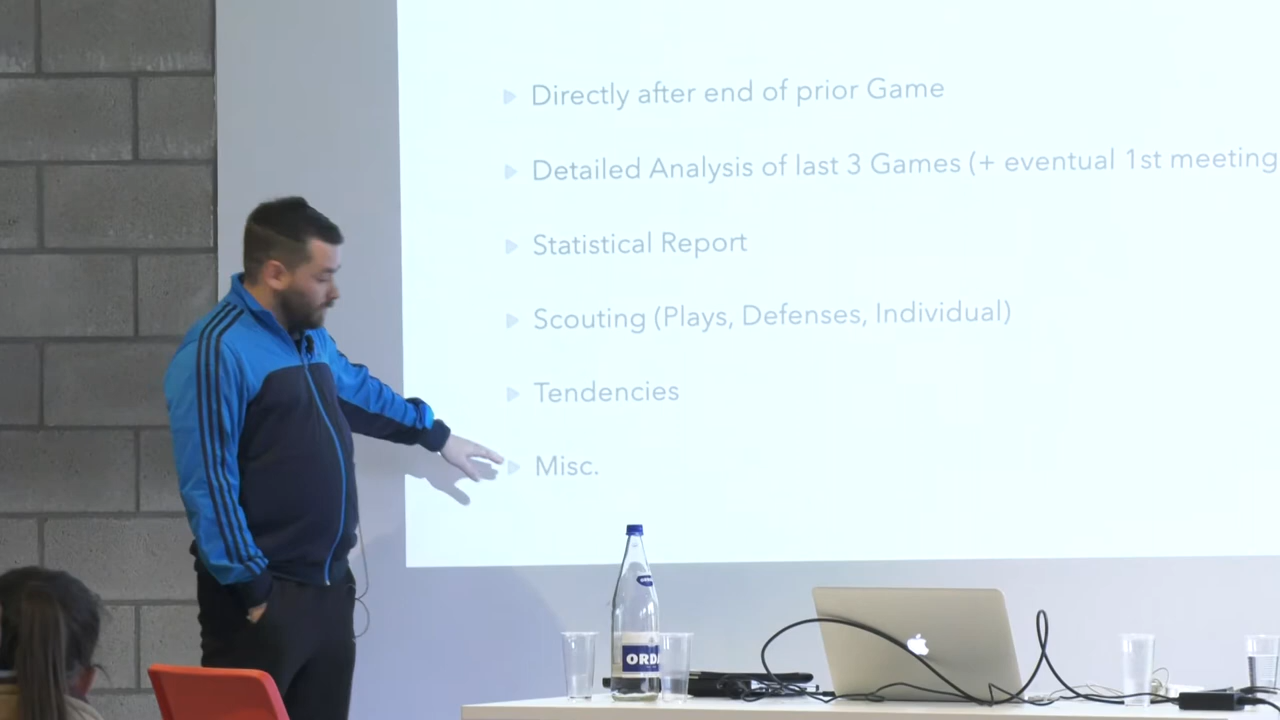 Directly after end of prior Game
Detailed Analysis of last 3 Games (+ eventual 1st meeting
Statistical Report
Scouting (Plays, Defenses, Individual)
Tendencies
Misc.
ORDA